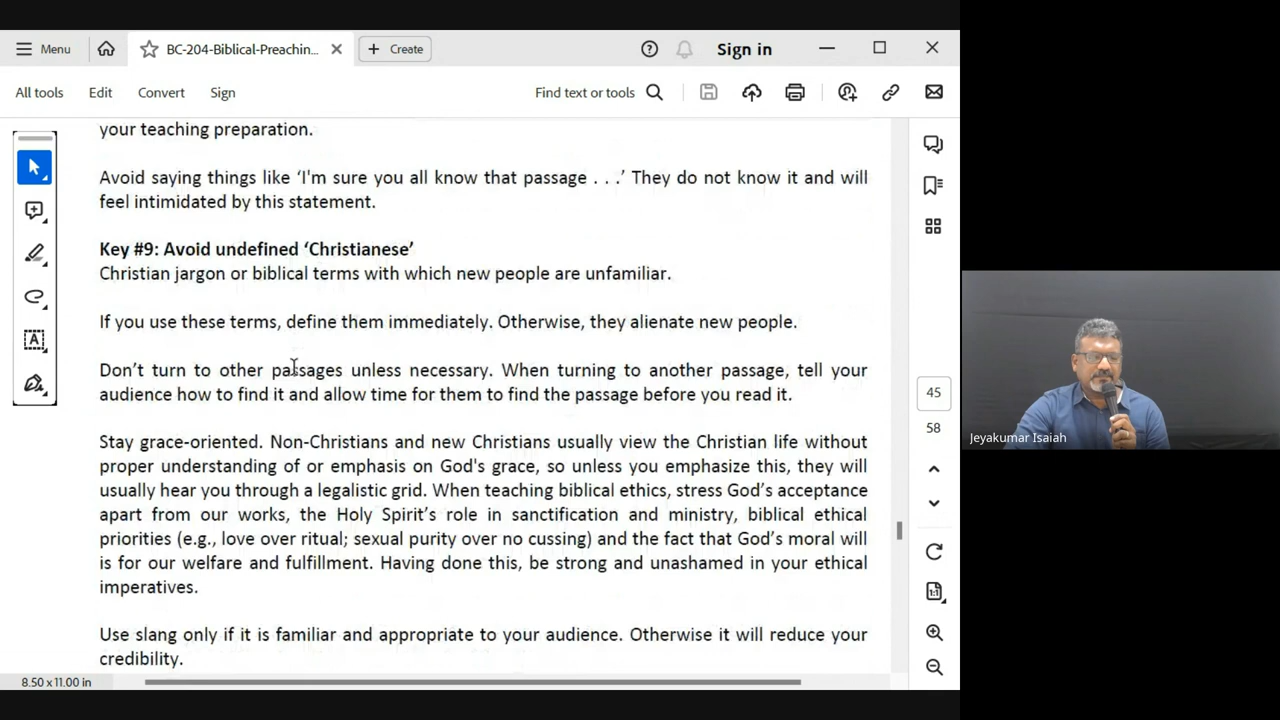 Menu
BC-204-Biblical-Preachin...
Create
Sign in
All tools
Edit
Convert
Sign
Find text or tools
your teaching preparation.
Avoid saying things like ‘I'm sure you all know that passage . . .’ They do not know it and will
feel intimidated by this statement.
Key #9: Avoid undefined ‘Christianese’
Christian jargon or biblical terms with which new people are unfamiliar.
If you use these terms, define them immediately. Otherwise, they alienate new people.
Don’t turn to other passages unless necessary. When turning to another passage, tell your
audience how to find it and allow time for them to find the passage before you read it.
Stay grace-oriented. Non-Christians and new Christians usually view the Christian life without
proper understanding of or emphasis on God's grace, so unless you emphasize this, they will
usually hear you through a legalistic grid. When teaching biblical ethics, stress God’s acceptance
apart from our works, the Holy Spirit’s role in sanctification and ministry, biblical ethical
priorities (e.g., love over ritual; sexual purity over no cussing) and the fact that God’s moral will
is for our welfare and fulfillment. Having done this, be strong and unashamed in your ethical
imperatives.
Use slang only if it is familiar and appropriate to your audience. Otherwise it will reduce your
credibility.
45
58
8.50 x 11.00 in
Jeyakumar Isaiah